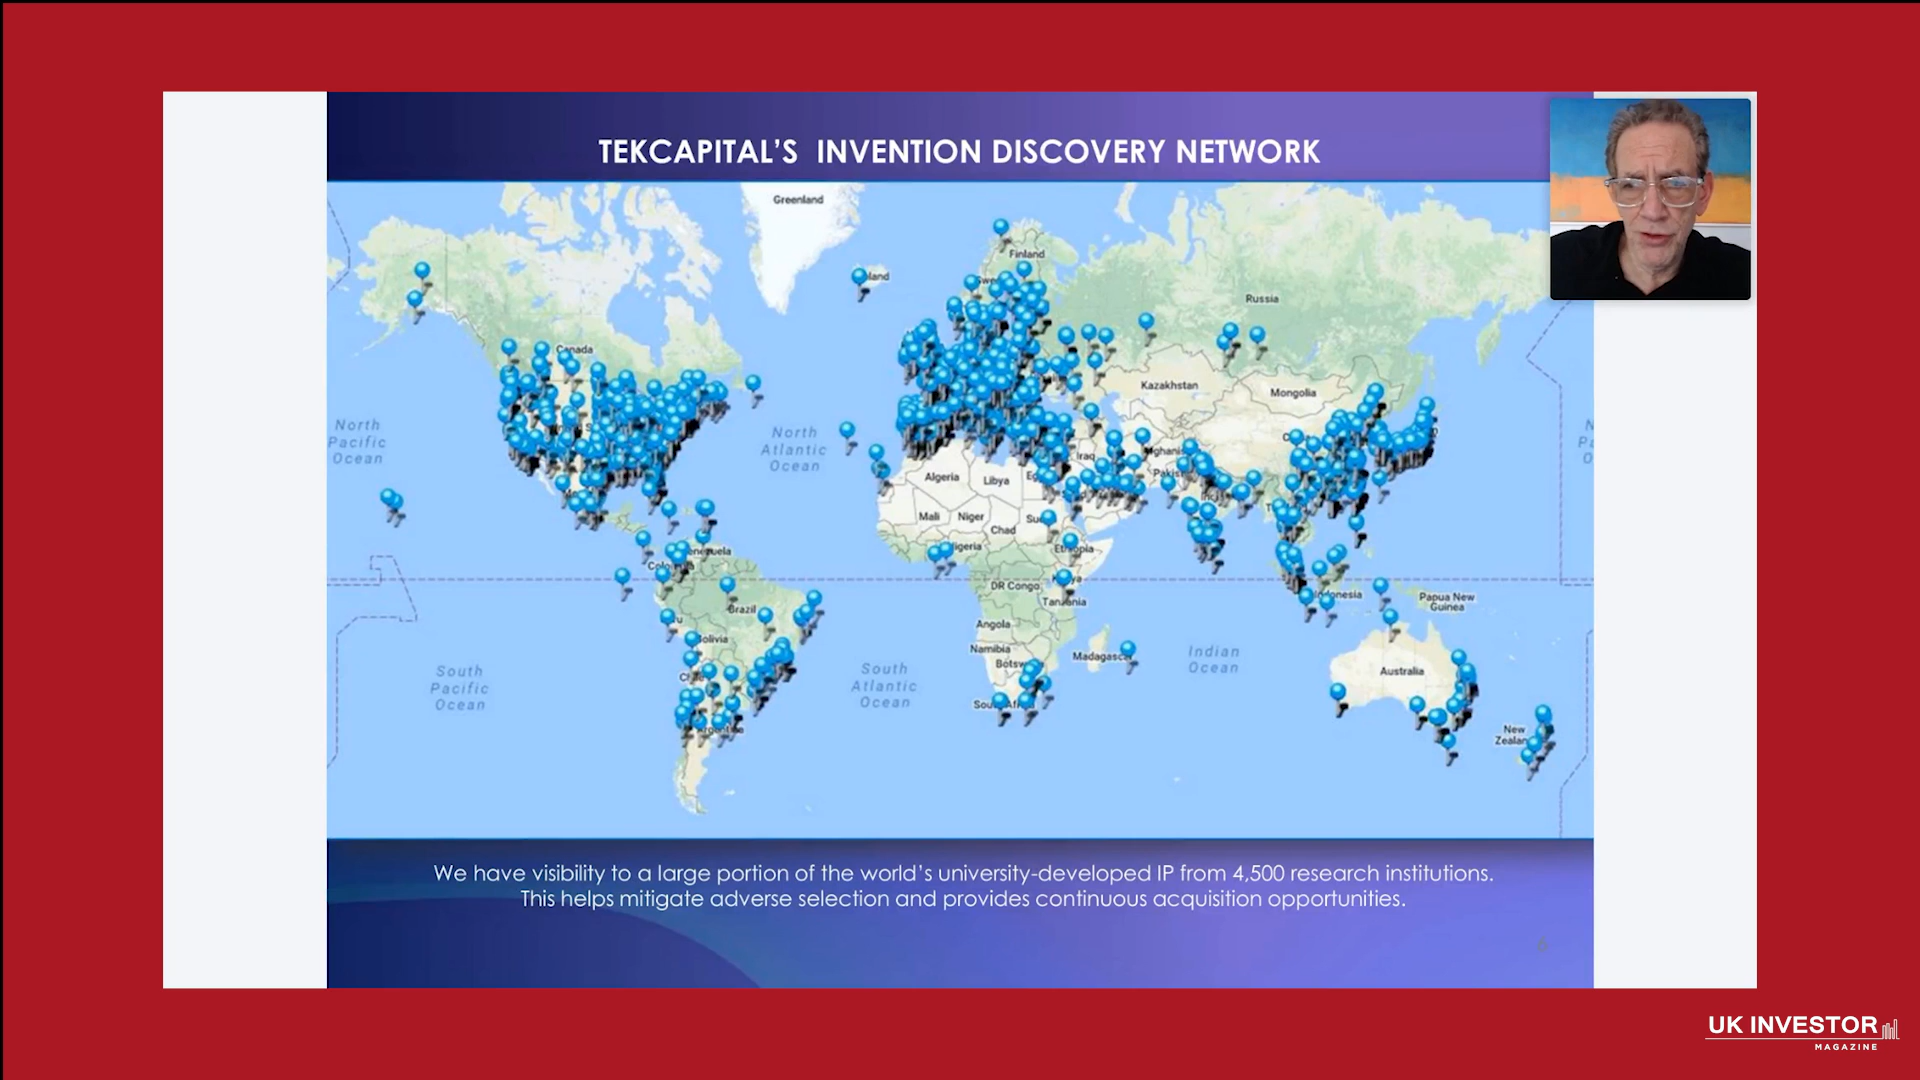 TEKCAPITAL'S INVENTION DISCOVERY NETWORK
Greenland
Finland
Russia
Canada
Kazakhstan
Mongolia
North
Pacific
Ocean
North
Atlantic
Ocean
Iraq
Algeria
Libya
Mali
Niger
Chad
Ethiopia
DR Congo
Tanzania
Angola
Namibia
Brazil
Papua New
Guinea
Indian
Ocean
Australia
South
Pacific
Ocean
South
Atlantic
Ocean
New
We have visibility to a large portion of the world's university-developed IP from 4,500 research institutions.
This helps mitigate adverse selection and provides continuous acquisition opportunities.
6
UK INVESTOR
MAGAZINE